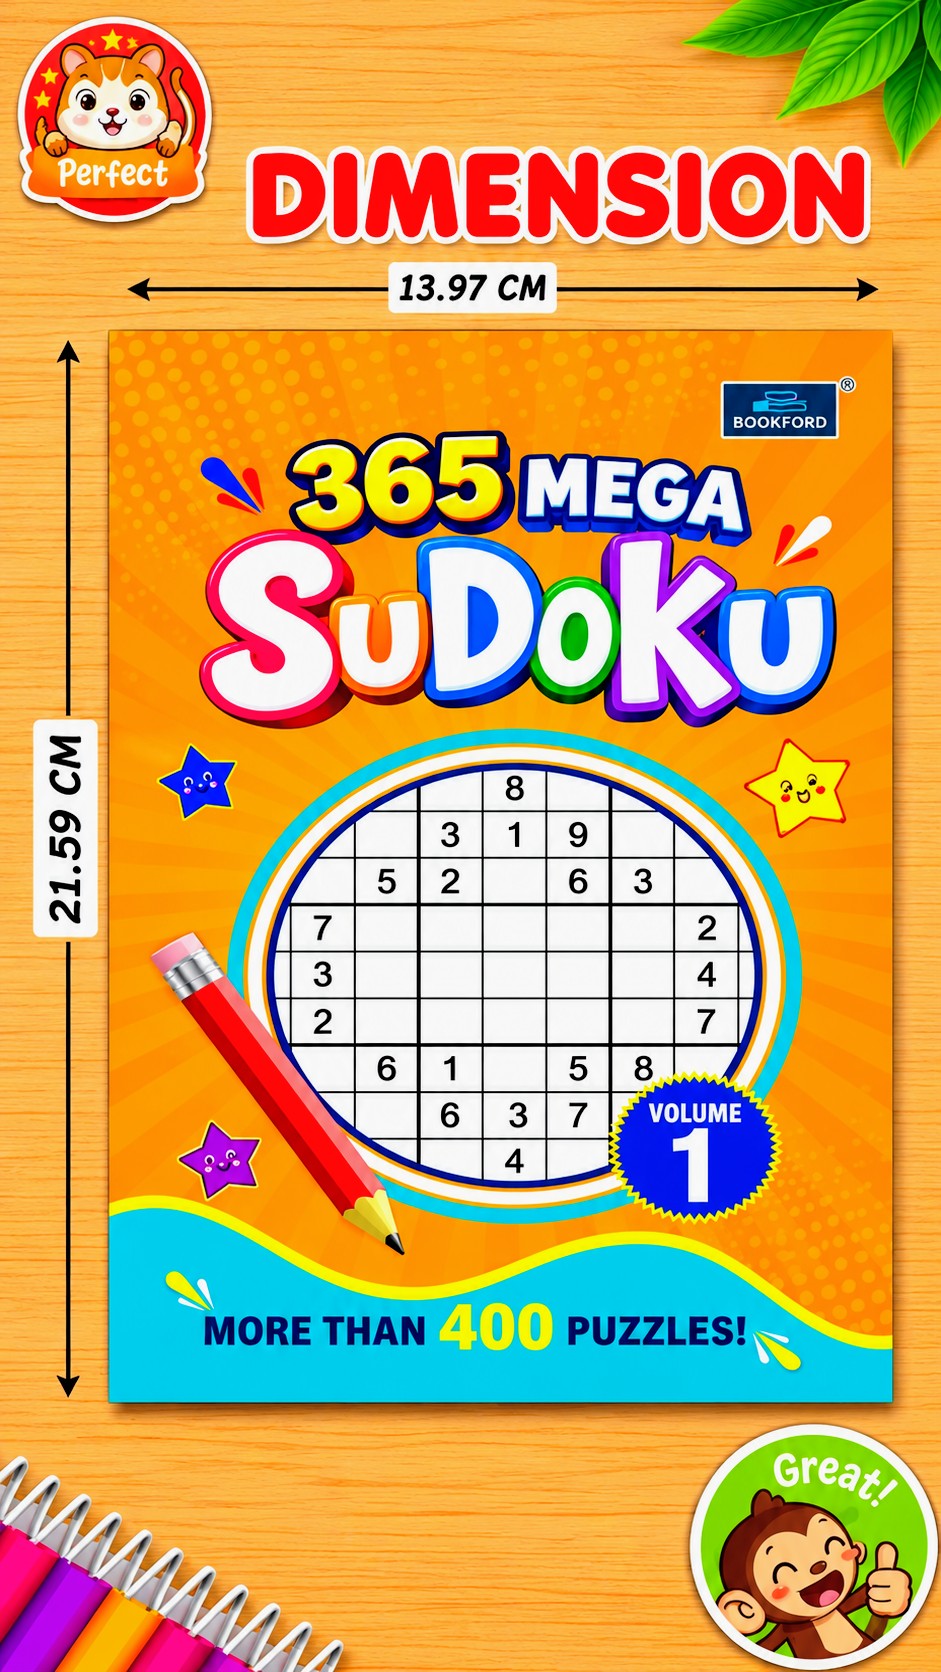 Perfect
DIMENSION
13.97 CM
21.59 CM
BOOKFORD ®
365 MEGA
SuDoKu
8
3 1 9
5 2 6 3
7 2
3 4
2 7
6 1 5 8
6 3 7
4
VOLUME
1
MORE THAN 400 PUZZLES!
Great!